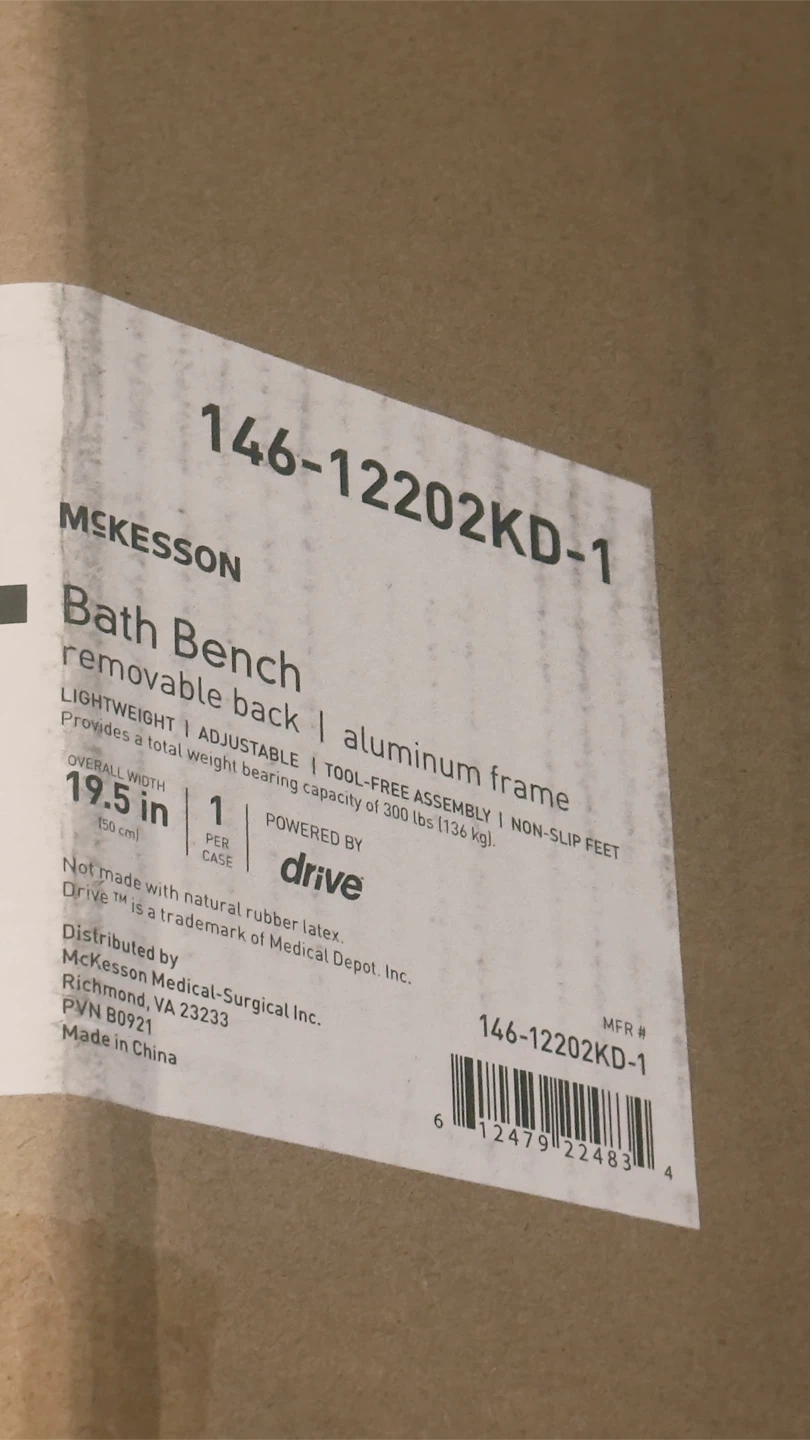 146-12202KD-1
McKESSON
Bath Bench
removable back | aluminum frame
LIGHTWEIGHT | ADJUSTABLE | TOOL-FREE ASSEMBLY | NON-SLIP FEET
Provides a total weight bearing capacity of 300 lbs (136 kg).
OVERALL WIDTH
19.5 in
(50 cm)
1
PER
CASE
POWERED BY
drive
Not made with natural rubber latex.
Drive™ is a trademark of Medical Depot. Inc.
Distributed by
McKesson Medical-Surgical Inc.
Richmond, VA 23233
PVN B0921
Made in China
MFR #
146-12202KD-1
6 12479 22483 4